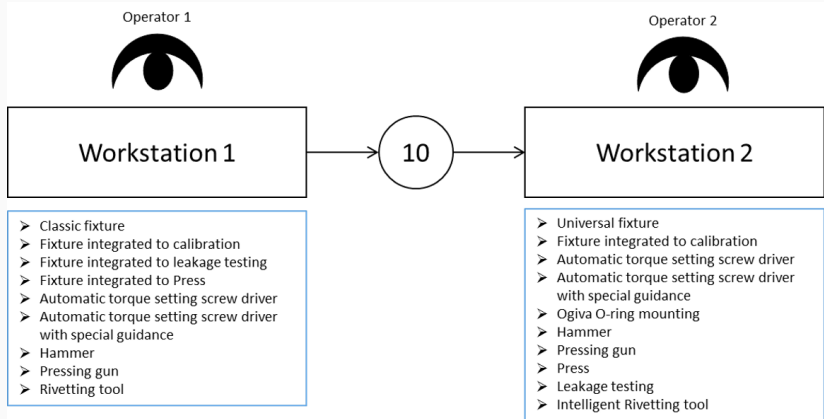 Operator 1
Operator 2
Workstation 1
10
Workstation 2
➢ Classic fixture
➢ Fixture integrated to calibration
➢ Fixture integrated to leakage testing
➢ Fixture integrated to Press
➢ Automatic torque setting screw driver
➢ Automatic torque setting screw driver
with special guidance
➢ Hammer
➢ Pressing gun
➢ Rivetting tool
➢ Universal fixture
➢ Fixture integrated to calibration
➢ Automatic torque setting screw driver
➢ Automatic torque setting screw driver
with special guidance
➢ Ogiva O-ring mounting
➢ Hammer
➢ Pressing gun
➢ Press
➢ Leakage testing
➢ Intelligent Rivetting tool